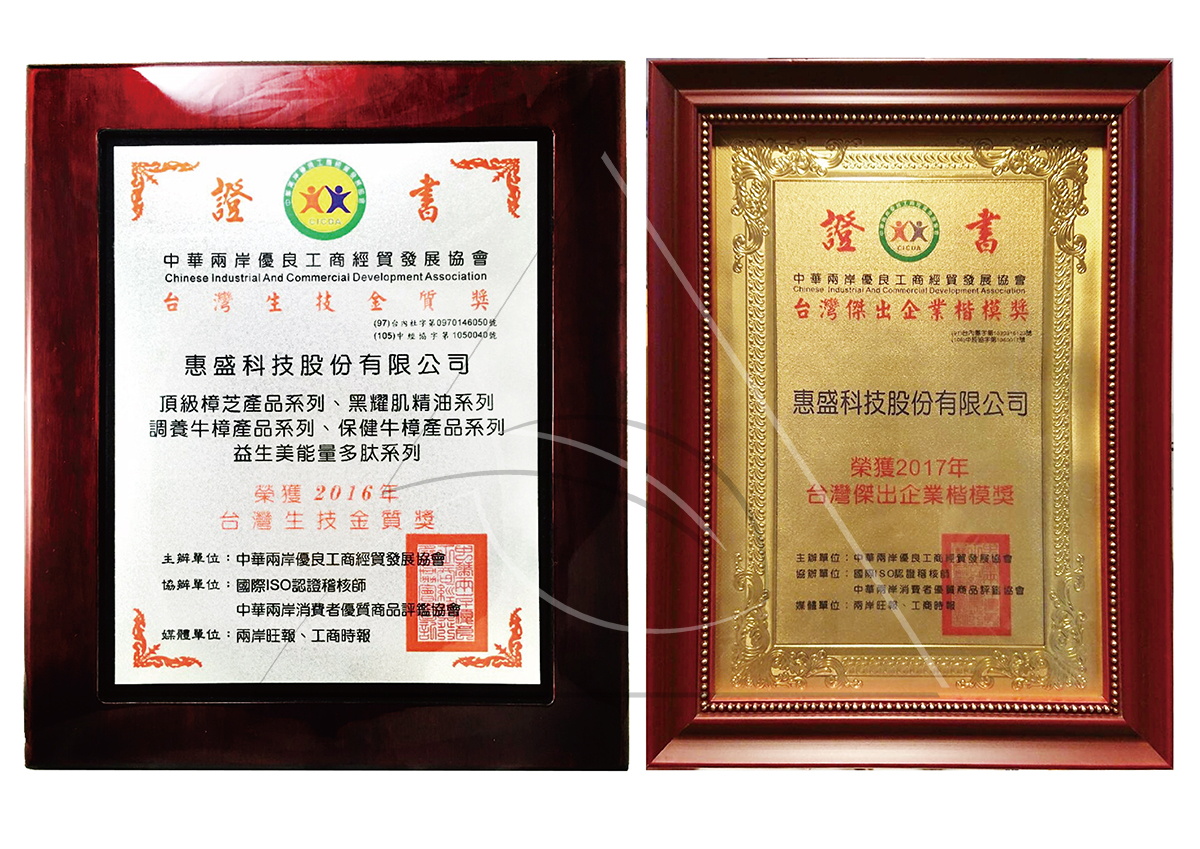 證 書
CICDA
中華兩岸優良工商經貿發展協會
Chinese Industrial And Commercial Development Association
台灣生技金質獎
(97)台內社字第0970146050號
(105)中經協字第1050040號
惠盛科技股份有限公司
頂級樟芝產品系列、黑耀肌精油系列
調養牛樟產品系列、保健牛樟產品系列
益生美能量多肽系列
榮獲 2016年
台灣生技金質獎
主辦單位：中華兩岸優良工商經貿發展協會
協辦單位：國際ISO認證稽核師
中華兩岸消費者優質商品評鑑協會
媒體單位：兩岸旺報、工商時報
證 書
CICDA
中華兩岸優良工商經貿發展協會
Chinese Industrial And Commercial Development Association
台灣傑出企業楷模獎
惠盛科技股份有限公司
榮獲2017年
台灣傑出企業楷模獎
主辦單位：中華兩岸優良工商經貿發展協會
協辦單位：國際ISO認證稽核師
中華兩岸消費者優質商品評鑑協會
媒體單位：兩岸旺報、工商時報